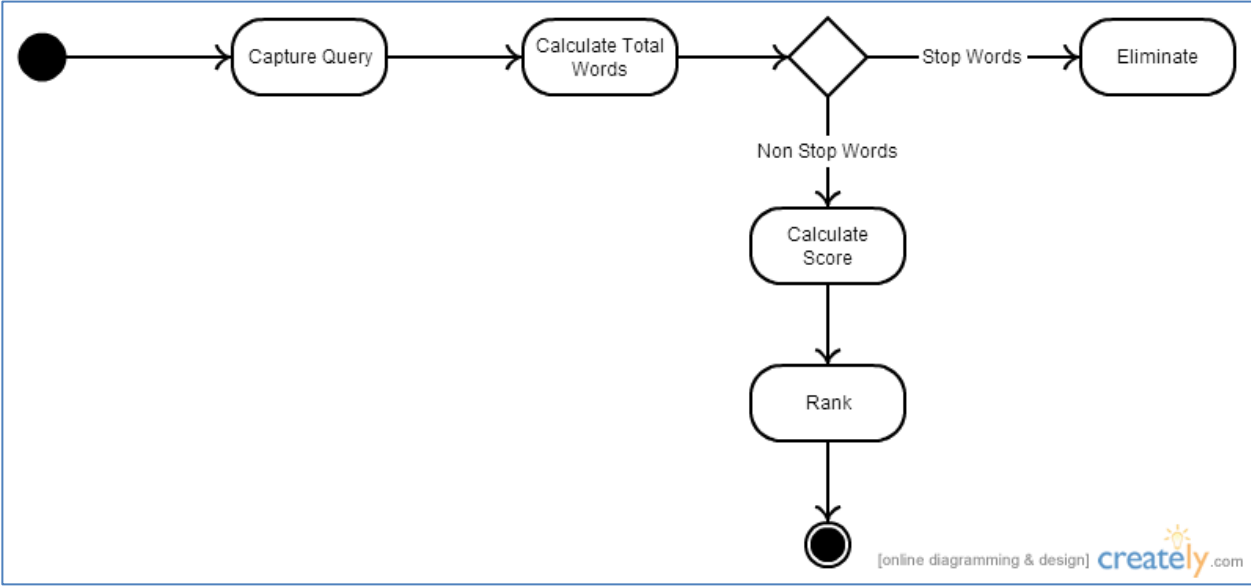 Capture Query
Calculate Total
Words
Stop Words
Eliminate
Non Stop Words
Calculate
Score
Rank
[online diagramming & design] creately.com